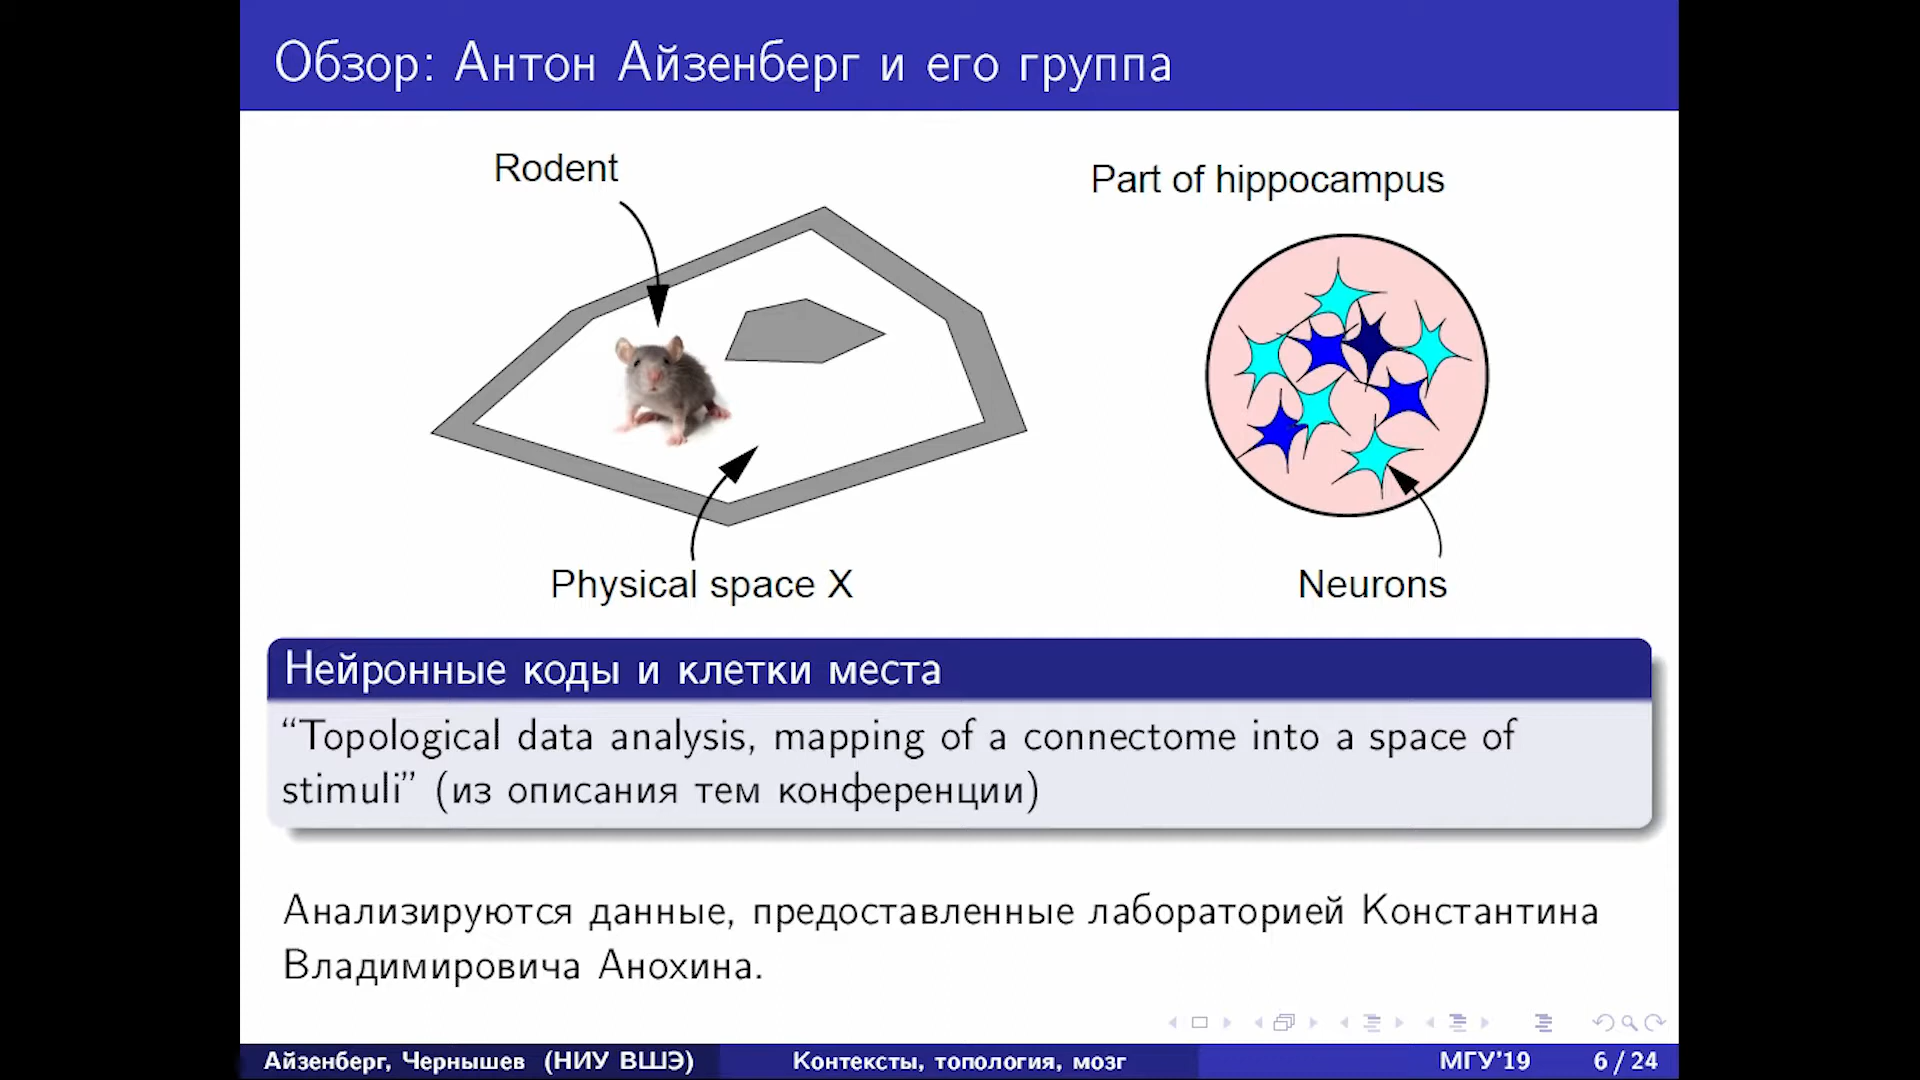 Обзор: Антон Айзенберг и его группа
Rodent
Part of hippocampus
Physical space X
Neurons
Нейронные коды и клетки места
“Topological data analysis, mapping of a connectome into a space of
stimuli” (из описания тем конференции)
Анализируются данные, предоставленные лабораторией Константина
Владимировича Анохина.
Айзенберг, Чернышев (НИУ ВШЭ) Контексты, топология, мозг МГУ'19 6 / 24